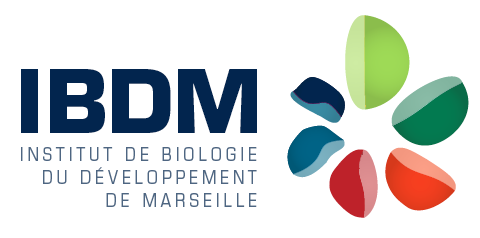 IBDM
INSTITUT DE BIOLOGIE
DU DÉVELOPPEMENT
DE MARSEILLE